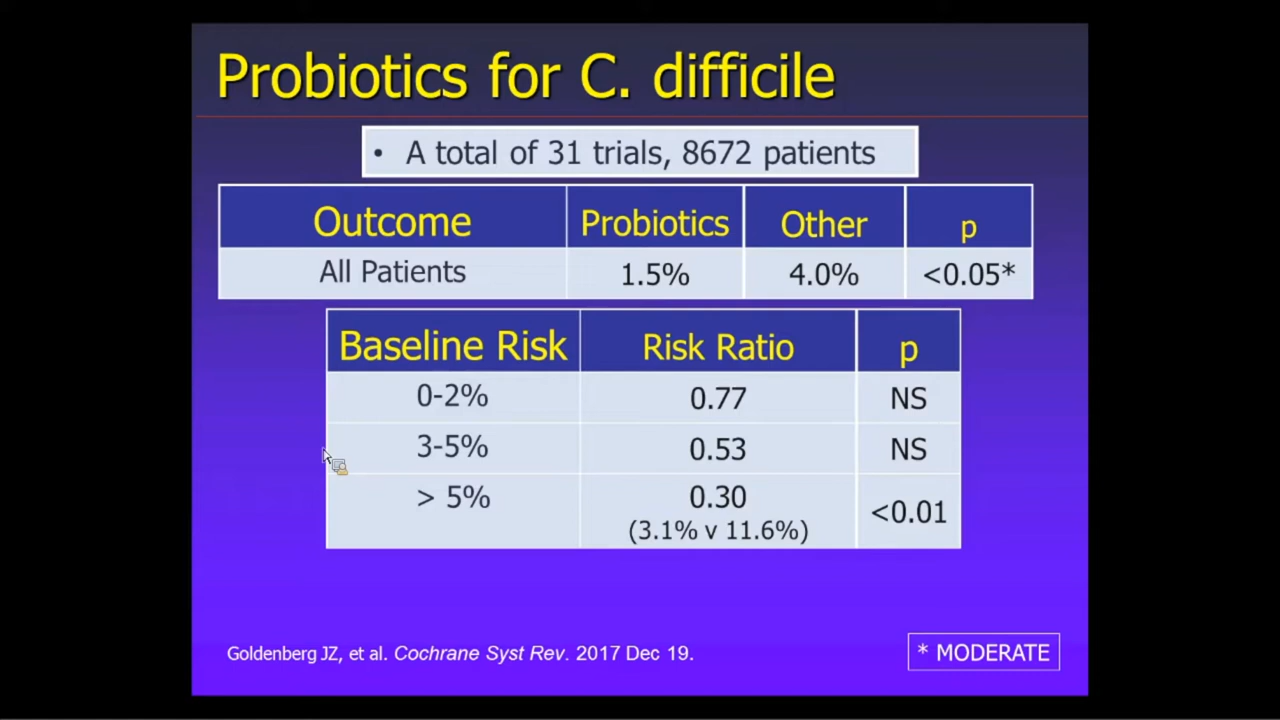 Probiotics for C. difficile
• A total of 31 trials, 8672 patients
Outcome Probiotics Other p
All Patients 1.5% 4.0% <0.05*
Baseline Risk Risk Ratio p
0-2% 0.77 NS
3-5% 0.53 NS
> 5% 0.30 <0.01
(3.1% v 11.6%)
Goldenberg JZ, et al. Cochrane Syst Rev. 2017 Dec 19.
* MODERATE